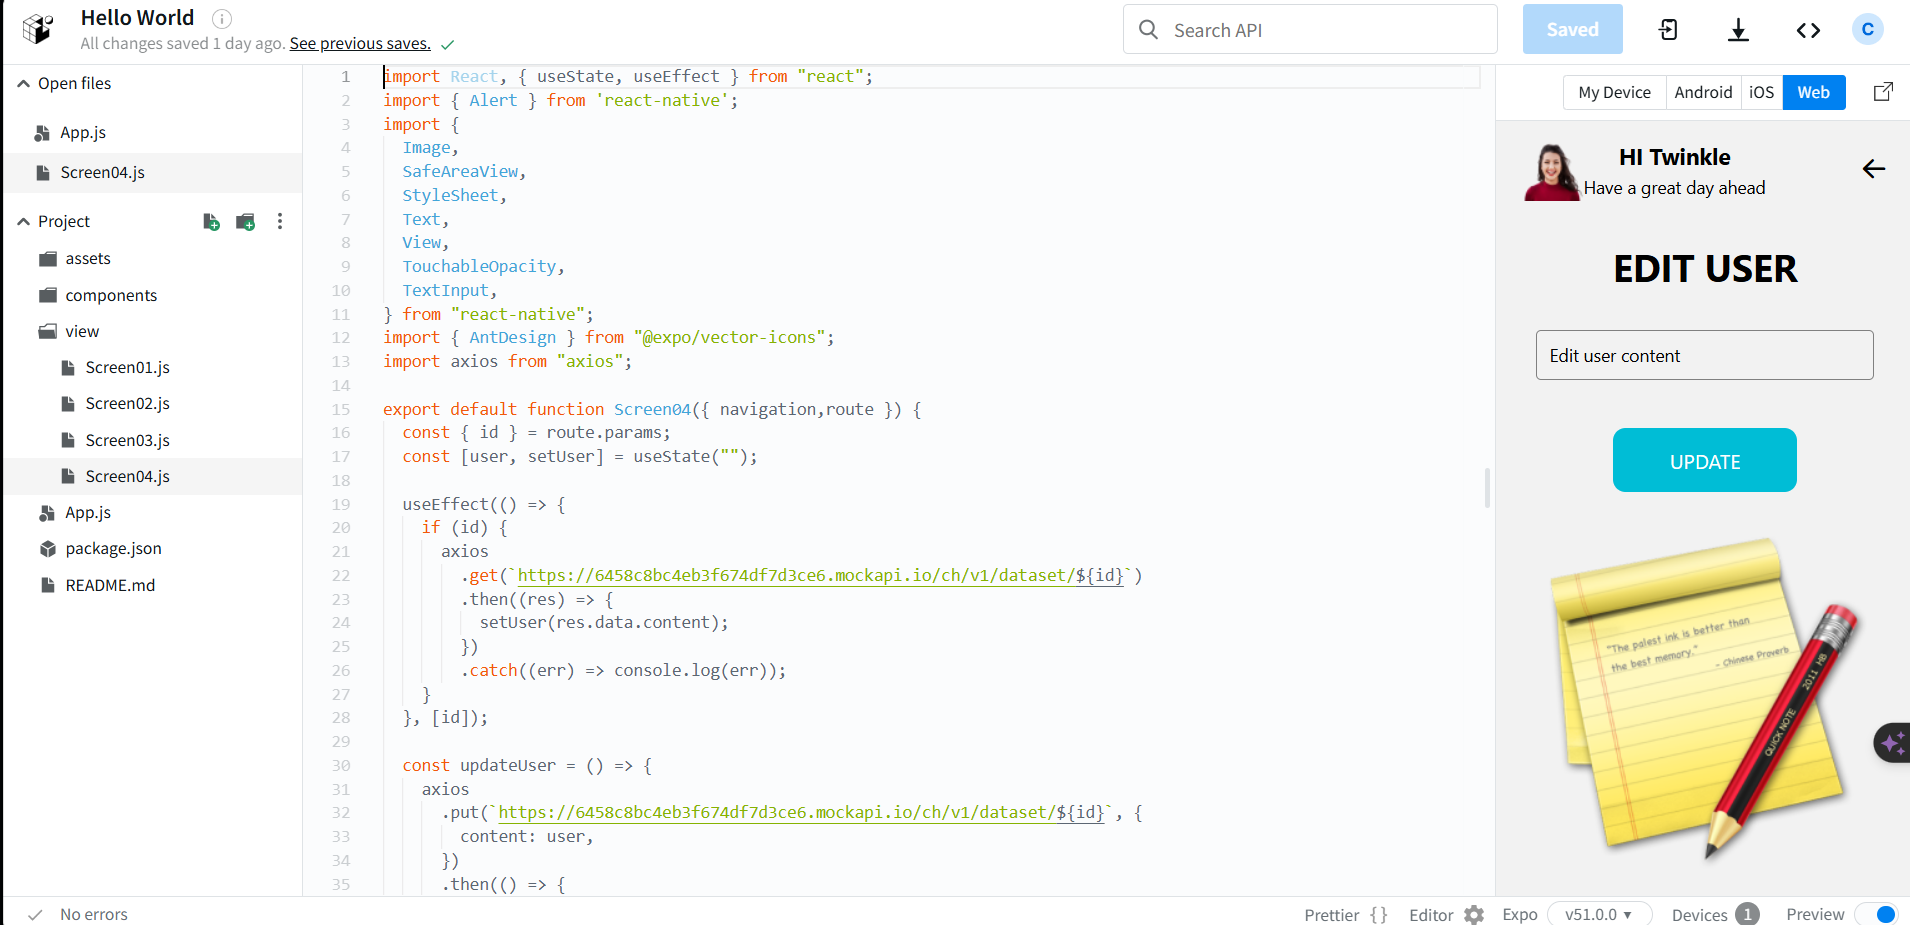 Hello World
All changes saved 1 day ago. See previous saves.
Search API
Saved
C
Open files
App.js
Screen04.js
Project
assets
components
view
Screen01.js
Screen02.js
Screen03.js
Screen04.js
App.js
package.json
README.md
1 import React, { useState, useEffect } from "react";
2 import { Alert } from 'react-native';
3 import {
4 Image,
5 SafeAreaView,
6 StyleSheet,
7 Text,
8 View,
9 TouchableOpacity,
10 TextInput,
11 } from "react-native";
12 import { AntDesign } from "@expo/vector-icons";
13 import axios from "axios";
14
15 export default function Screen04({ navigation,route }) {
16 const { id } = route.params;
17 const [user, setUser] = useState("");
18
19 useEffect(() => {
20 if (id) {
21 axios
22 .get(`https://6458c8bc4eb3f674df7d3ce6.mockapi.io/ch/v1/dataset/${id}`)
23 .then((res) => {
24 setUser(res.data.content);
25 })
26 .catch((err) => console.log(err));
27 }
28 }, [id]);
29
30 const updateUser = () => {
31 axios
32 .put(`https://6458c8bc4eb3f674df7d3ce6.mockapi.io/ch/v1/dataset/${id}`, {
33 content: user,
34 })
35 .then(() => {
My Device Android iOS Web
HI Twinkle
Have a great day ahead
EDIT USER
Edit user content
UPDATE
"The palest ink is better than
the best memory."
- Chinese Proverb
QUICK NOTE 2011 HB
No errors
Prettier {} Editor Expo v51.0.0 Devices 1 Preview